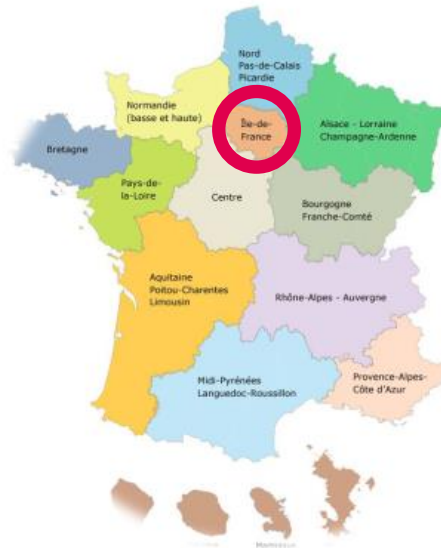 Nord
Pas-de-Calais
Picardie
Normandie
(basse et haute)
Île-de-
France
Alsace - Lorraine
Champagne-Ardenne
Bretagne
Pays-de-
la-Loire
Centre
Bourgogne
Franche-Comté
Aquitaine
Poitou-Charentes
Limousin
Rhône-Alpes - Auvergne
Midi-Pyrénées
Languedoc-Roussillon
Provence-Alpes-
Côte d'Azur